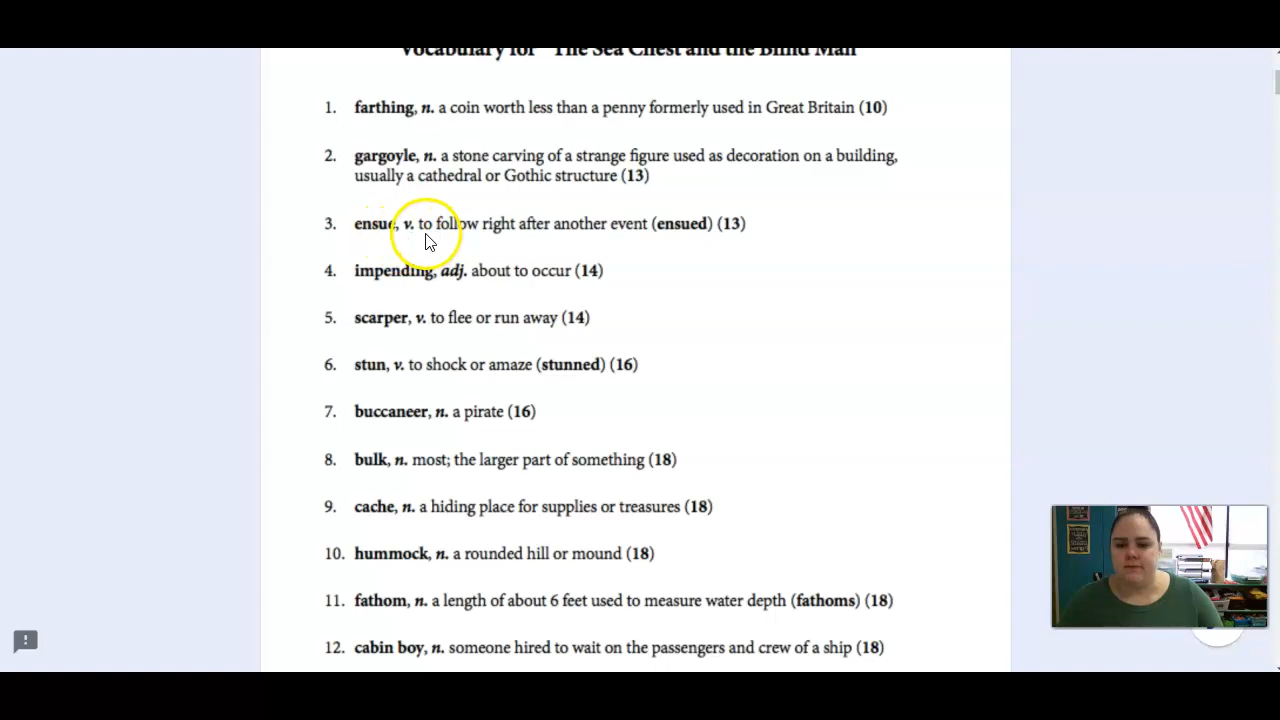 Vocabulary for "The Sea Chest and the Blind Man"
1. farthing, n. a coin worth less than a penny formerly used in Great Britain (10)
2. gargoyle, n. a stone carving of a strange figure used as decoration on a building,
usually a cathedral or Gothic structure (13)
3. ensue, v. to follow right after another event (ensued) (13)
4. impending, adj. about to occur (14)
5. scarper, v. to flee or run away (14)
6. stun, v. to shock or amaze (stunned) (16)
7. buccaneer, n. a pirate (16)
8. bulk, n. most; the larger part of something (18)
9. cache, n. a hiding place for supplies or treasures (18)
10. hummock, n. a rounded hill or mound (18)
11. fathom, n. a length of about 6 feet used to measure water depth (fathoms) (18)
12. cabin boy, n. someone hired to wait on the passengers and crew of a ship (18)